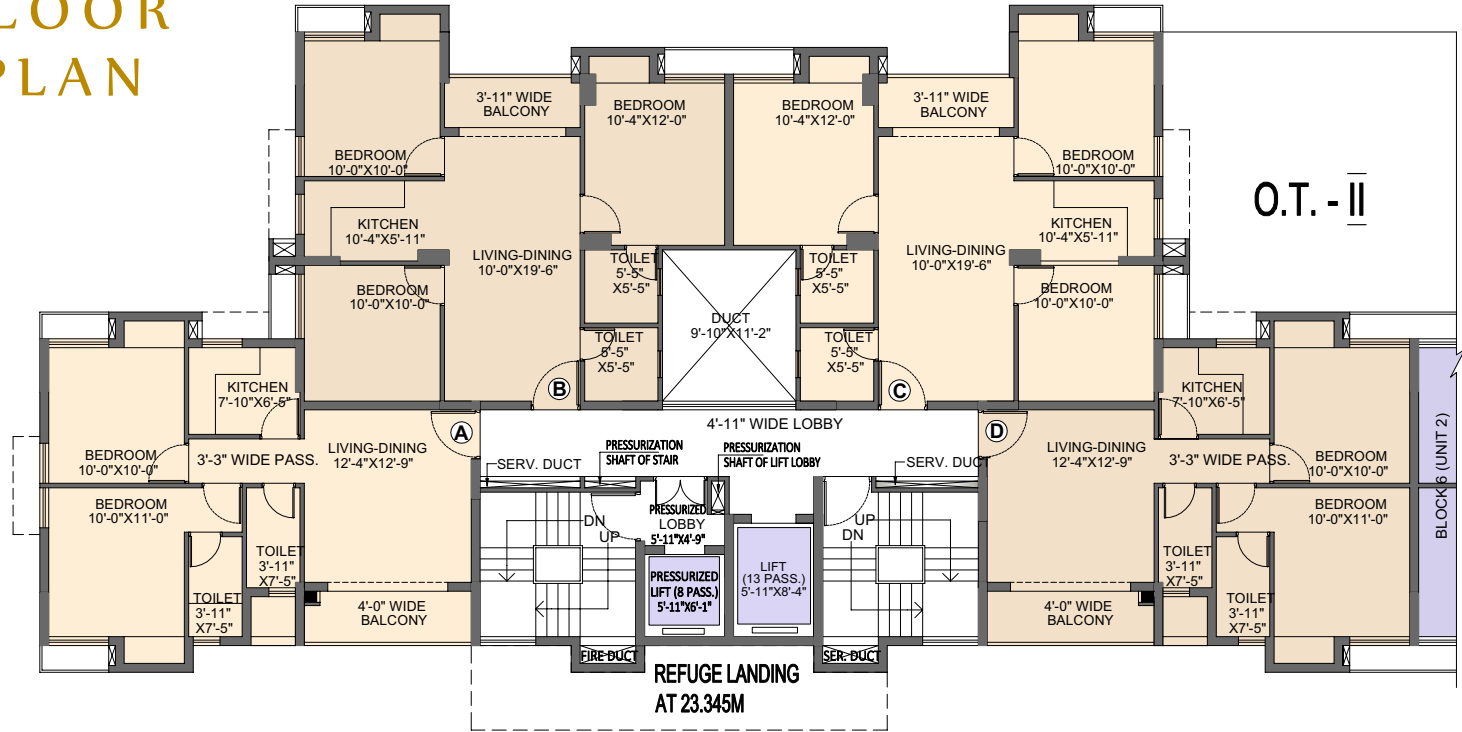 LOOR
PLAN
3'-11" WIDE
BALCONY
BEDROOM
10'-4"X12'-0"
BEDROOM
10'-4"X12'-0"
3'-11" WIDE
BALCONY
BEDROOM
10'-0"X10'-0"
BEDROOM
10'-0"X10'-0"
O.T. - II
KITCHEN
10'-4"X5'-11"
KITCHEN
10'-4"X5'-11"
LIVING-DINING
10'-0"X19'-6"
TOILET
5'-5"
X5'-5"
TOILET
5'-5"
X5'-5"
LIVING-DINING
10'-0"X19'-6"
BEDROOM
10'-0"X10'-0"
BEDROOM
10'-0"X10'-0"
DUCT
9'-10"X11'-2"
TOILET
5'-5"
X5'-5"
TOILET
5'-5"
X5'-5"
KITCHEN
7'-10"X6'-5"
B
C
KITCHEN
7'-10"X6'-5"
A
4'-11" WIDE LOBBY
D
BEDROOM
10'-0"X10'-0"
3'-3" WIDE PASS.
LIVING-DINING
12'-4"X12'-9"
PRESSURIZATION
SHAFT OF STAIR
PRESSURIZATION
SHAFT OF LIFT LOBBY
LIVING-DINING
12'-4"X12'-9"
3'-3" WIDE PASS.
BEDROOM
10'-0"X10'-0"
SERV. DUCT
SERV. DUCT
BLOCK 6 (UNIT 2)
BEDROOM
10'-0"X11'-0"
DN
UP
PRESSURIZED
LOBBY
5'-11"X4'-9"
UP
DN
BEDROOM
10'-0"X11'-0"
TOILET
3'-11"
X7'-5"
TOILET
3'-11"
X7'-5"
PRESSURIZED
LIFT (8 PASS.)
5'-11"X6'-1"
LIFT
(13 PASS.)
5'-11"X8'-4"
TOILET
3'-11"
X7'-5"
TOILET
3'-11"
X7'-5"
4'-0" WIDE
BALCONY
4'-0" WIDE
BALCONY
FIRE DUCT
SER. DUCT
REFUGE LANDING
AT 23.345M